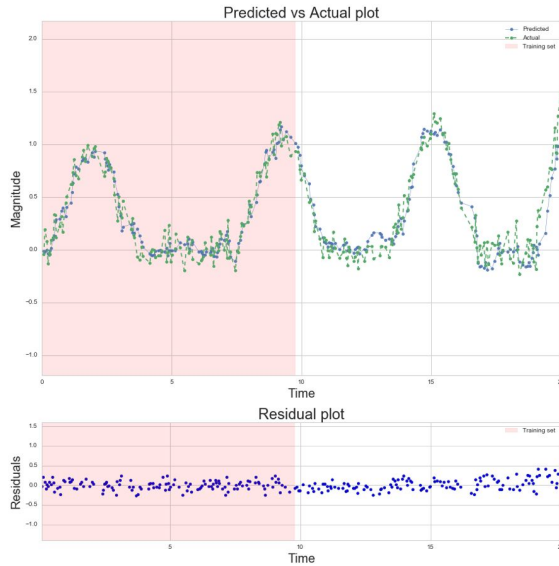 Predicted vs Actual plot
Predicted
Actual
Training set
2.0
1.5
1.0
0.5
0.0
−0.5
−1.0
Magnitude
0
5
10
15
Time
Residual plot
Training set
1.5
1.0
0.5
0.0
−0.5
−1.0
Residuals
5
10
15
Time